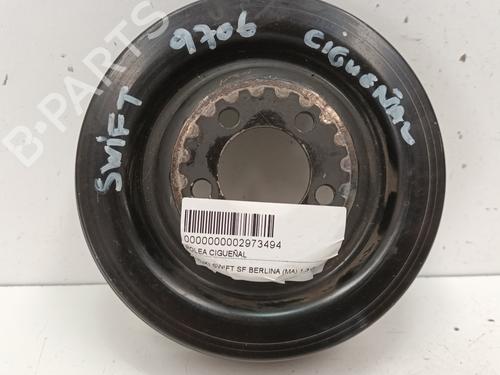 SWIFT
9706
CIGUEÑAL
B-PARTS
0000000002973494
POLEA CIGUEÑAL
SWIFT SF BERLINA (MA)